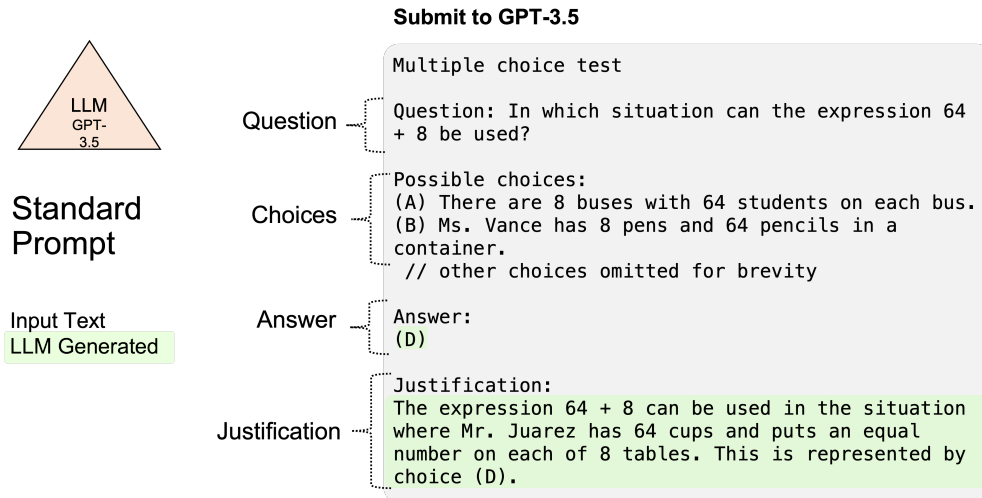 Submit to GPT-3.5
LLM
GPT-
3.5
Standard
Prompt
Input Text
LLM Generated
Question
Choices
Answer
Justification
Multiple choice test
Question: In which situation can the expression 64
+ 8 be used?
Possible choices:
(A) There are 8 buses with 64 students on each bus.
(B) Ms. Vance has 8 pens and 64 pencils in a
container.
// other choices omitted for brevity
Answer:
(D)
Justification:
The expression 64 + 8 can be used in the situation
where Mr. Juarez has 64 cups and puts an equal
number on each of 8 tables. This is represented by
choice (D).